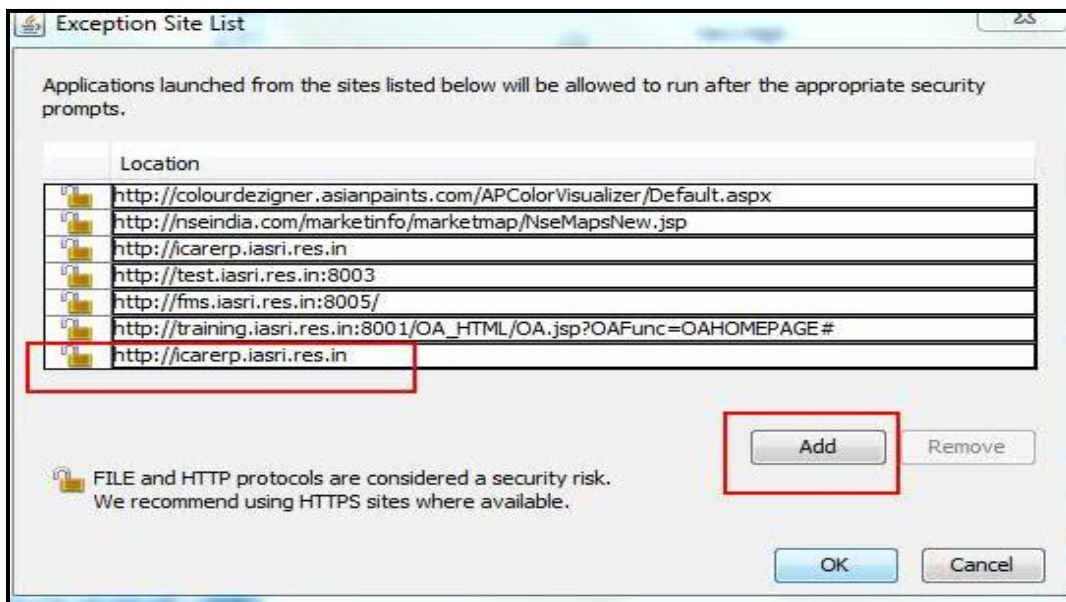 Exception Site List
Applications launched from the sites listed below will be allowed to run after the appropriate security
prompts.
Location
http://colourdezigner.asianpaints.com/APColorVisualizer/Default.aspx
http://nseindia.com/marketinfo/marketmap/NseMapsNew.jsp
http://icarerp.iasri.res.in
http://test.iasri.res.in:8003
http://fms.iasri.res.in:8005/
http://training.iasri.res.in:8001/OA_HTML/OA.jsp?OAFunc=OAHOMEPAGE#
http://icarerp.iasri.res.in
Add Remove
FILE and HTTP protocols are considered a security risk.
We recommend using HTTPS sites where available.
OK Cancel